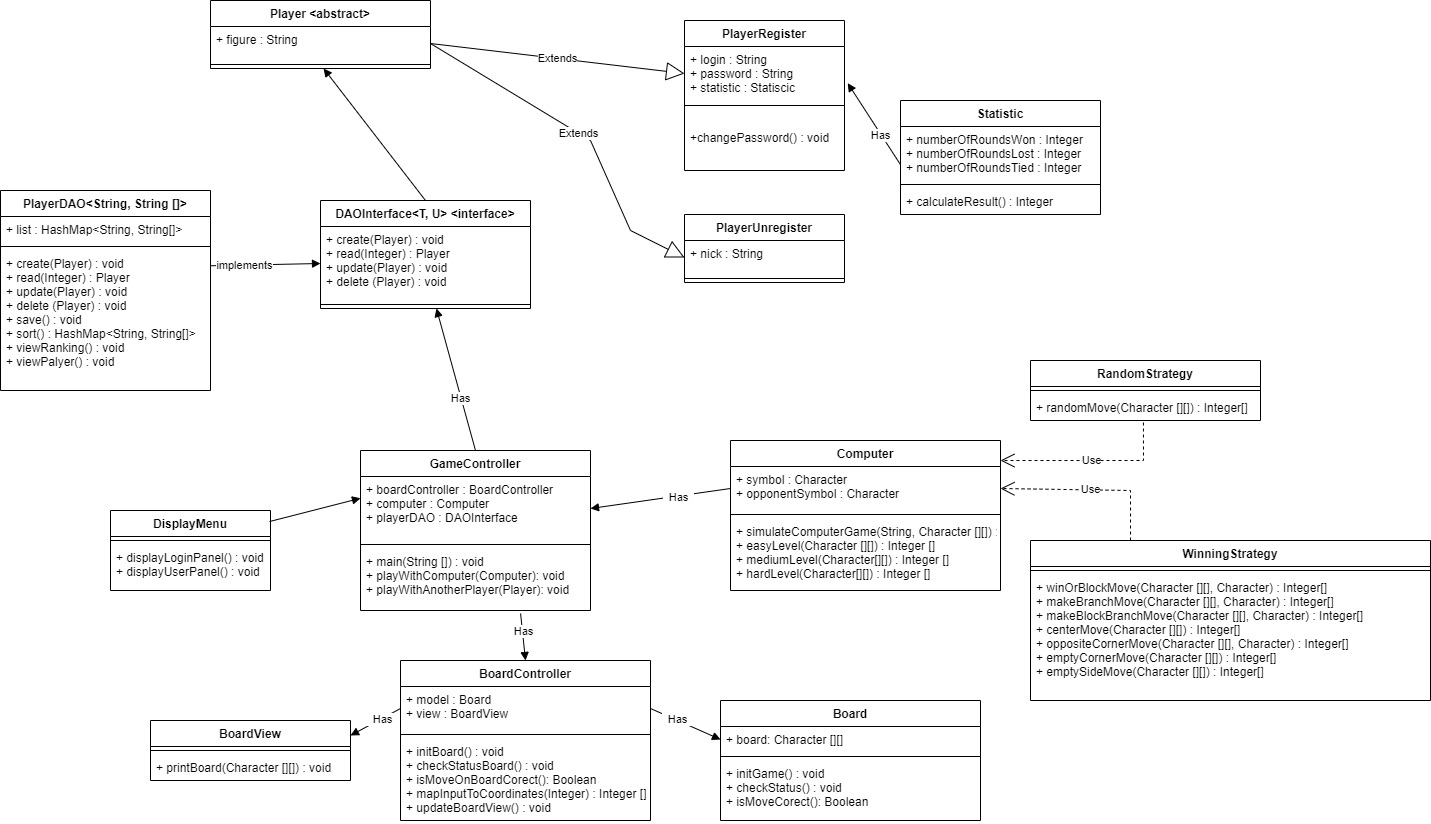 Player <abstract>
+ figure : String
PlayerRegister
+ login : String
+ password : String
+ statistic : Statiscic
+changePassword() : void
Extends
Extends
Has
Statistic
+ numberOfRoundsWon : Integer
+ numberOfRoundsLost : Integer
+ numberOfRoundsTied : Integer
+ calculateResult() : Integer
PlayerDAO<String, String []>
+ list : HashMap<String, String[]>
+ create(Player) : void
+ read(Integer) : Player
+ update(Player) : void
+ delete (Player) : void
+ save() : void
+ sort() : HashMap<String, String[]>
+ viewRanking() : void
+ viewPalyer() : void
implements
DAOInterface<T, U> <interface>
+ create(Player) : void
+ read(Integer) : Player
+ update(Player) : void
+ delete (Player) : void
PlayerUnregister
+ nick : String
Has
RandomStrategy
+ randomMove(Character [][]) : Integer[]
GameController
+ boardController : BoardController
+ computer : Computer
+ playerDAO : DAOInterface
+ main(String []) : void
+ playWithComputer(Computer): void
+ playWithAnotherPlayer(Player): void
Has
Computer
+ symbol : Character
+ opponentSymbol : Character
+ simulateComputerGame(String, Character [][]) :
+ easyLevel(Character [][]) : Integer []
+ mediumLevel(Character[][]) : Integer []
+ hardLevel(Character[][]) : Integer []
Use
Use
DisplayMenu
+ displayLoginPanel() : void
+ displayUserPanel() : void
WinningStrategy
+ winOrBlockMove(Character [][], Character) : Integer[]
+ makeBranchMove(Character [][], Character) : Integer[]
+ makeBlockBranchMove(Character [][], Character) : Integer[]
+ centerMove(Character [][]) : Integer[]
+ oppositeCornerMove(Character [][], Character) : Integer[]
+ emptyCornerMove(Character [][]) : Integer[]
+ emptySideMove(Character [][]) : Integer[]
Has
BoardController
+ model : Board
+ view : BoardView
+ initBoard() : void
+ checkStatusBoard() : void
+ isMoveOnBoardCorect(): Boolean
+ mapInputToCoordinates(Integer) : Integer []
+ updateBoardView() : void
Has
Has
BoardView
+ printBoard(Character [][]) : void
Board
+ board: Character [][]
+ initGame() : void
+ checkStatus() : void
+ isMoveCorect(): Boolean